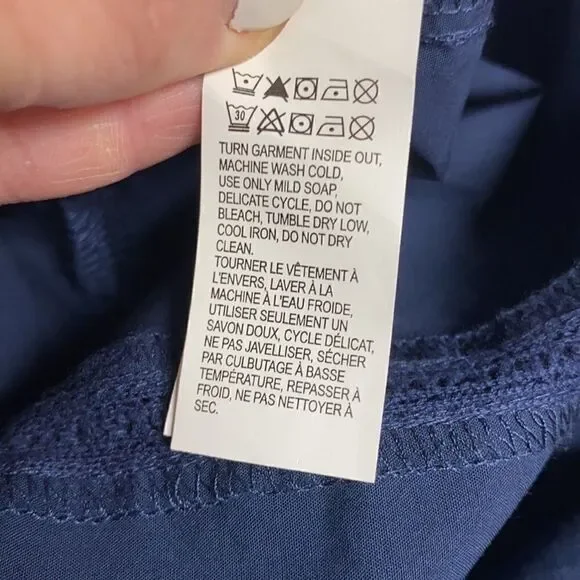 30
TURN GARMENT INSIDE OUT,
MACHINE WASH COLD,
USE ONLY MILD SOAP,
DELICATE CYCLE, DO NOT
BLEACH, TUMBLE DRY LOW,
COOL IRON, DO NOT DRY
CLEAN.
TOURNER LE VÊTEMENT À
L'ENVERS, LAVER À LA
MACHINE À L'EAU FROIDE,
UTILISER SEULEMENT UN
SAVON DOUX, CYCLE DÉLICAT,
NE PAS JAVELLISER, SÉCHER
PAR CULBUTAGE À BASSE
TEMPÉRATURE, REPASSER À
FROID, NE PAS NETTOYER À
SEC.